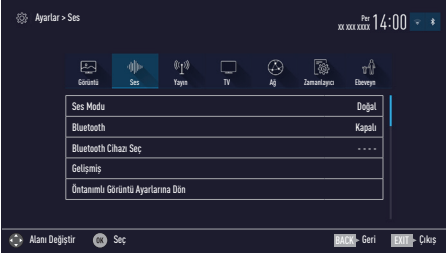 Ayarlar > Ses
Per
xx xxx xxxx 14:00
Görüntü Ses Yayın TV Ağ Zamanlayıcı Ebeveyn
Ses Modu Doğal
Bluetooth Kapalı
Bluetooth Cihazı Seç - - - -
Gelişmiş
Öntanımlı Görüntü Ayarlarına Dön
Alanı Değiştir OK Seç BACK Geri EXIT Çıkış